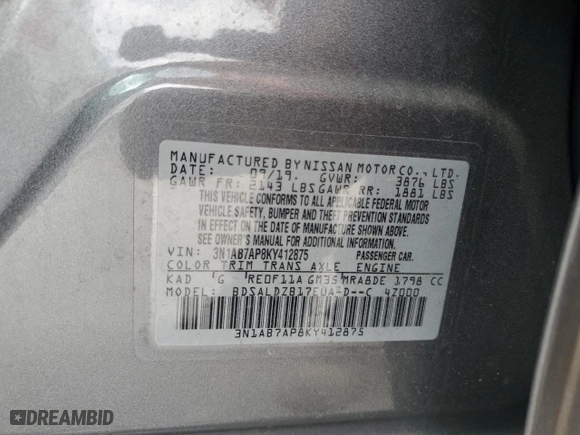 MANUFACTURED BY NISSAN MOTOR CO., LTD.
DATE: 09/19. GVWR: 3876 LBS
GAWR FR: 2143 LBS GAWR RR: 1881 LBS
THIS VEHICLE CONFORMS TO ALL APPLICABLE FEDERAL MOTOR
VEHICLE SAFETY, BUMPER AND THEFT PREVENTION STANDARDS
IN EFFECT ON THE DATE OF MANUFACTURE SHOWN ABOVE.
SEE OWNER'S MANUAL FOR ADDITIONAL INFORMATION
VIN: 3N1AB7AP8KY412875 PASSENGER CAR.
COLOR TRIM TRANS AXLE ENGINE
KAD G RE0F11A GM35 MRA8DE 1798 CC
MODEL: BDSALDZB17EUA-D--C 4Z000
3N1AB7AP8KY412875
DREAMBID